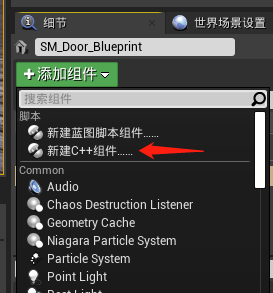 细节
世界场景设置
SM_Door_Blueprint
+添加组件
搜索组件
脚本
新建蓝图脚本组件......
新建C++组件......
Common
Audio
Chaos Destruction Listener
Geometry Cache
Niagara Particle System
Particle System
Point Light